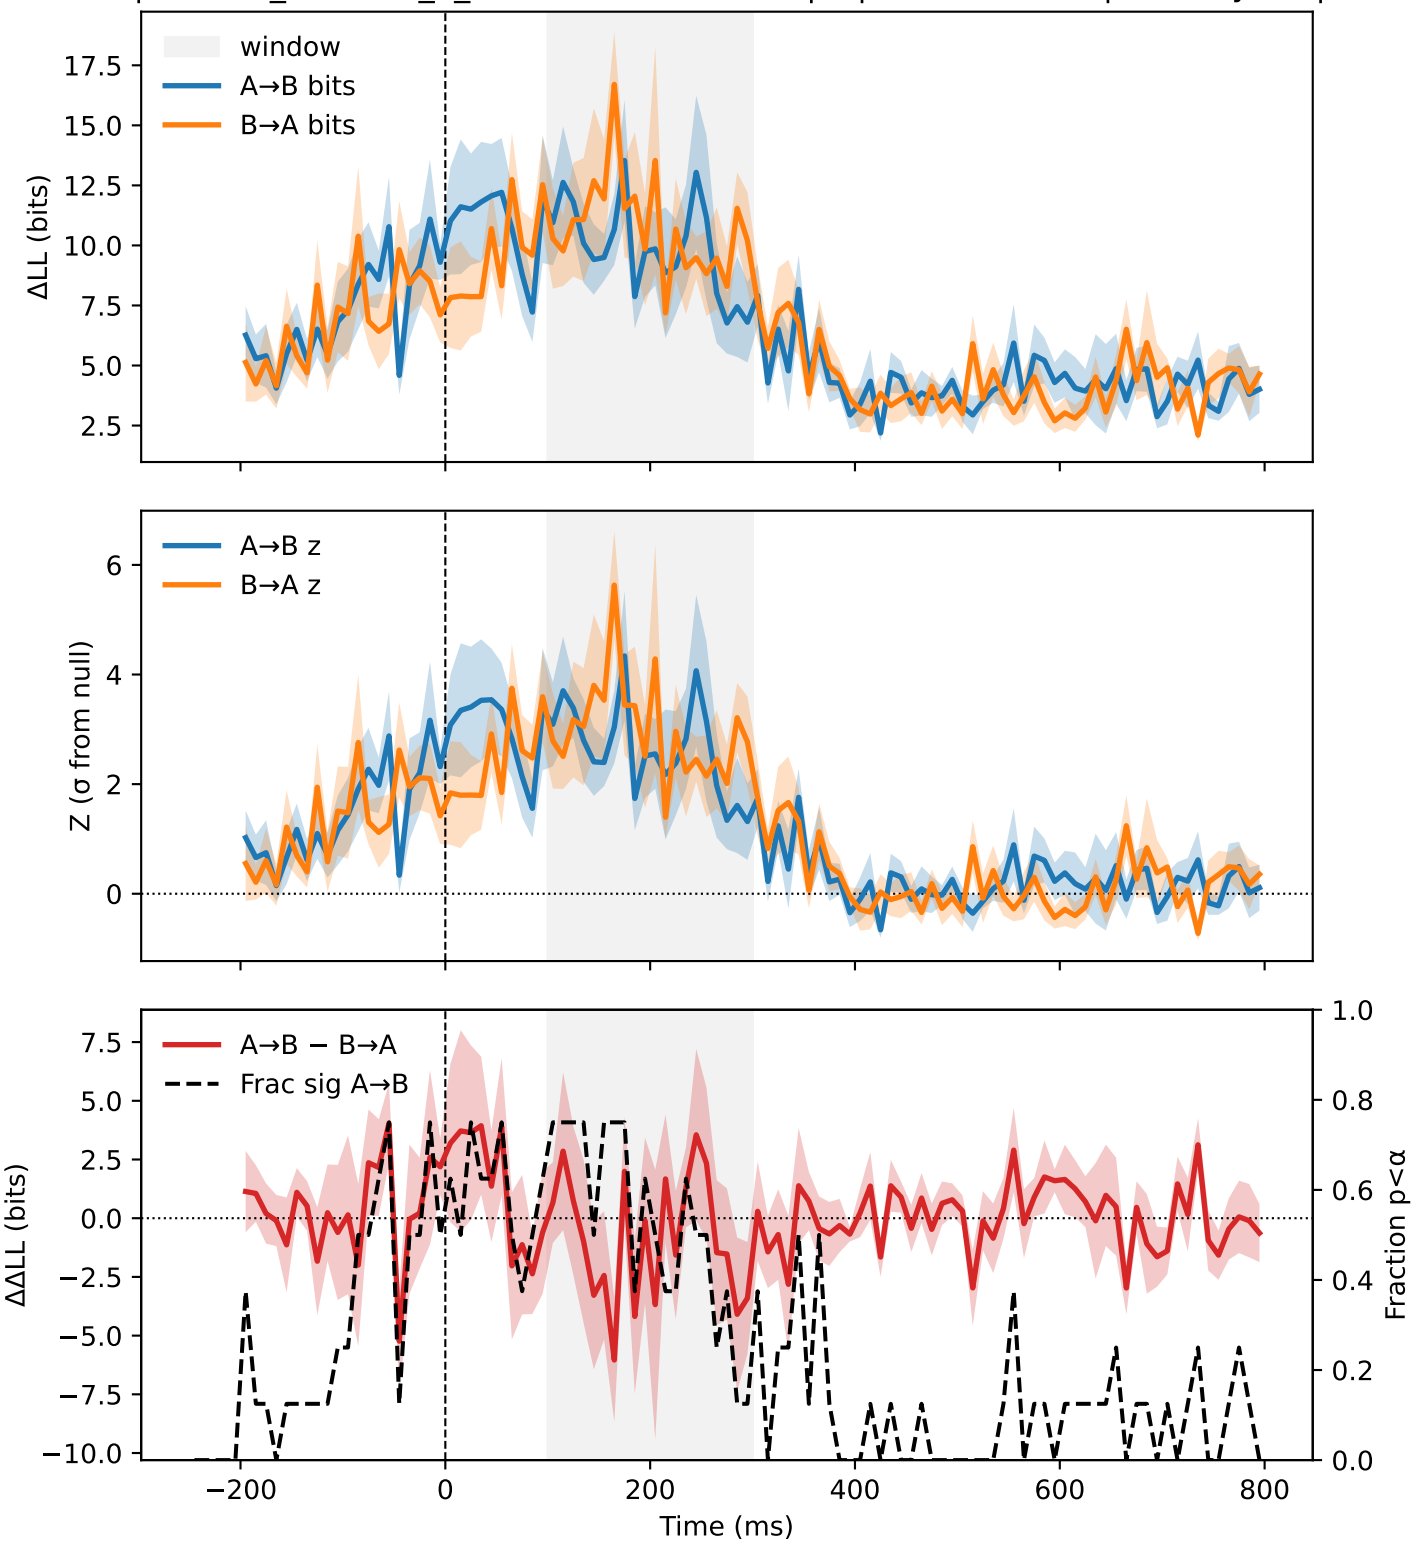 window
A→B bits
B→A bits
ΔLL (bits)
17.5
15.0
12.5
10.0
7.5
5.0
2.5
A→B z
B→A z
Z (σ from null)
6
4
2
0
A→B − B→A
Frac sig A→B
ΔΔLL (bits)
7.5
5.0
2.5
0.0
−2.5
−5.0
−7.5
−10.0
1.0
0.8
0.6
0.4
0.2
0.0
Fraction p<α
−200
0
200
400
600
800
Time (ms)